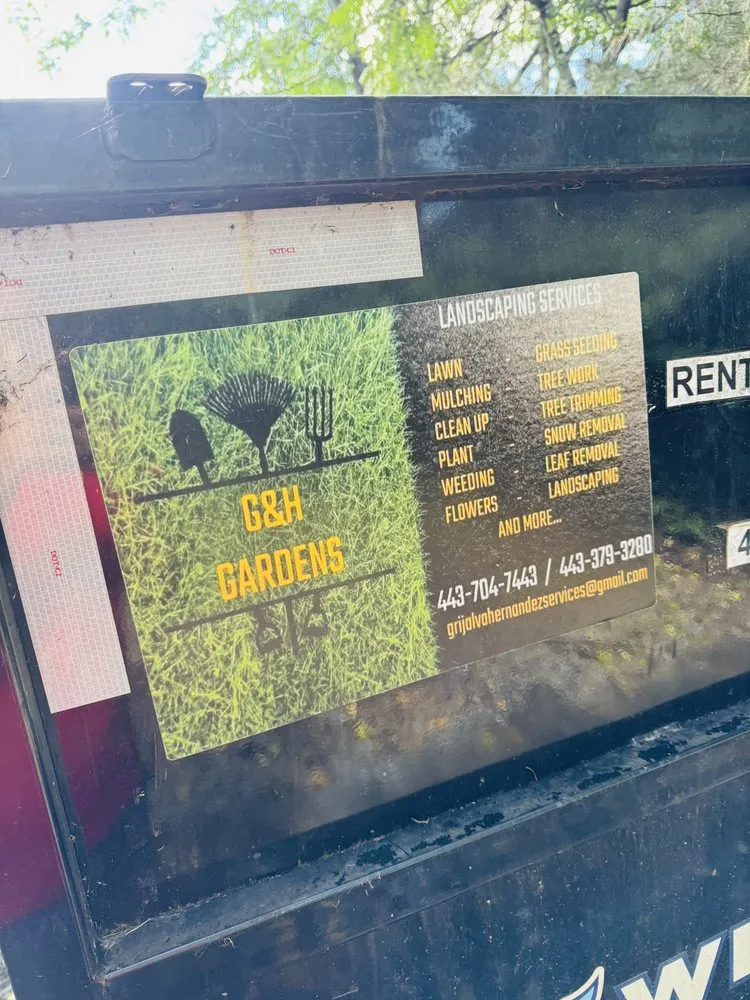 DOT-C2
DOT-C2
LANDSCAPING SERVICES
LAWN
MULCHING
CLEAN UP
PLANT
WEEDING
FLOWERS
GRASS SEEDING
TREE WORK
TREE TRIMMING
SNOW REMOVAL
LEAF REMOVAL
LANDSCAPING
AND MORE...
443-704-7443 / 443-379-3280
grijalvahernandezservices@gmail.com
G&H
GARDENS
RENT
4